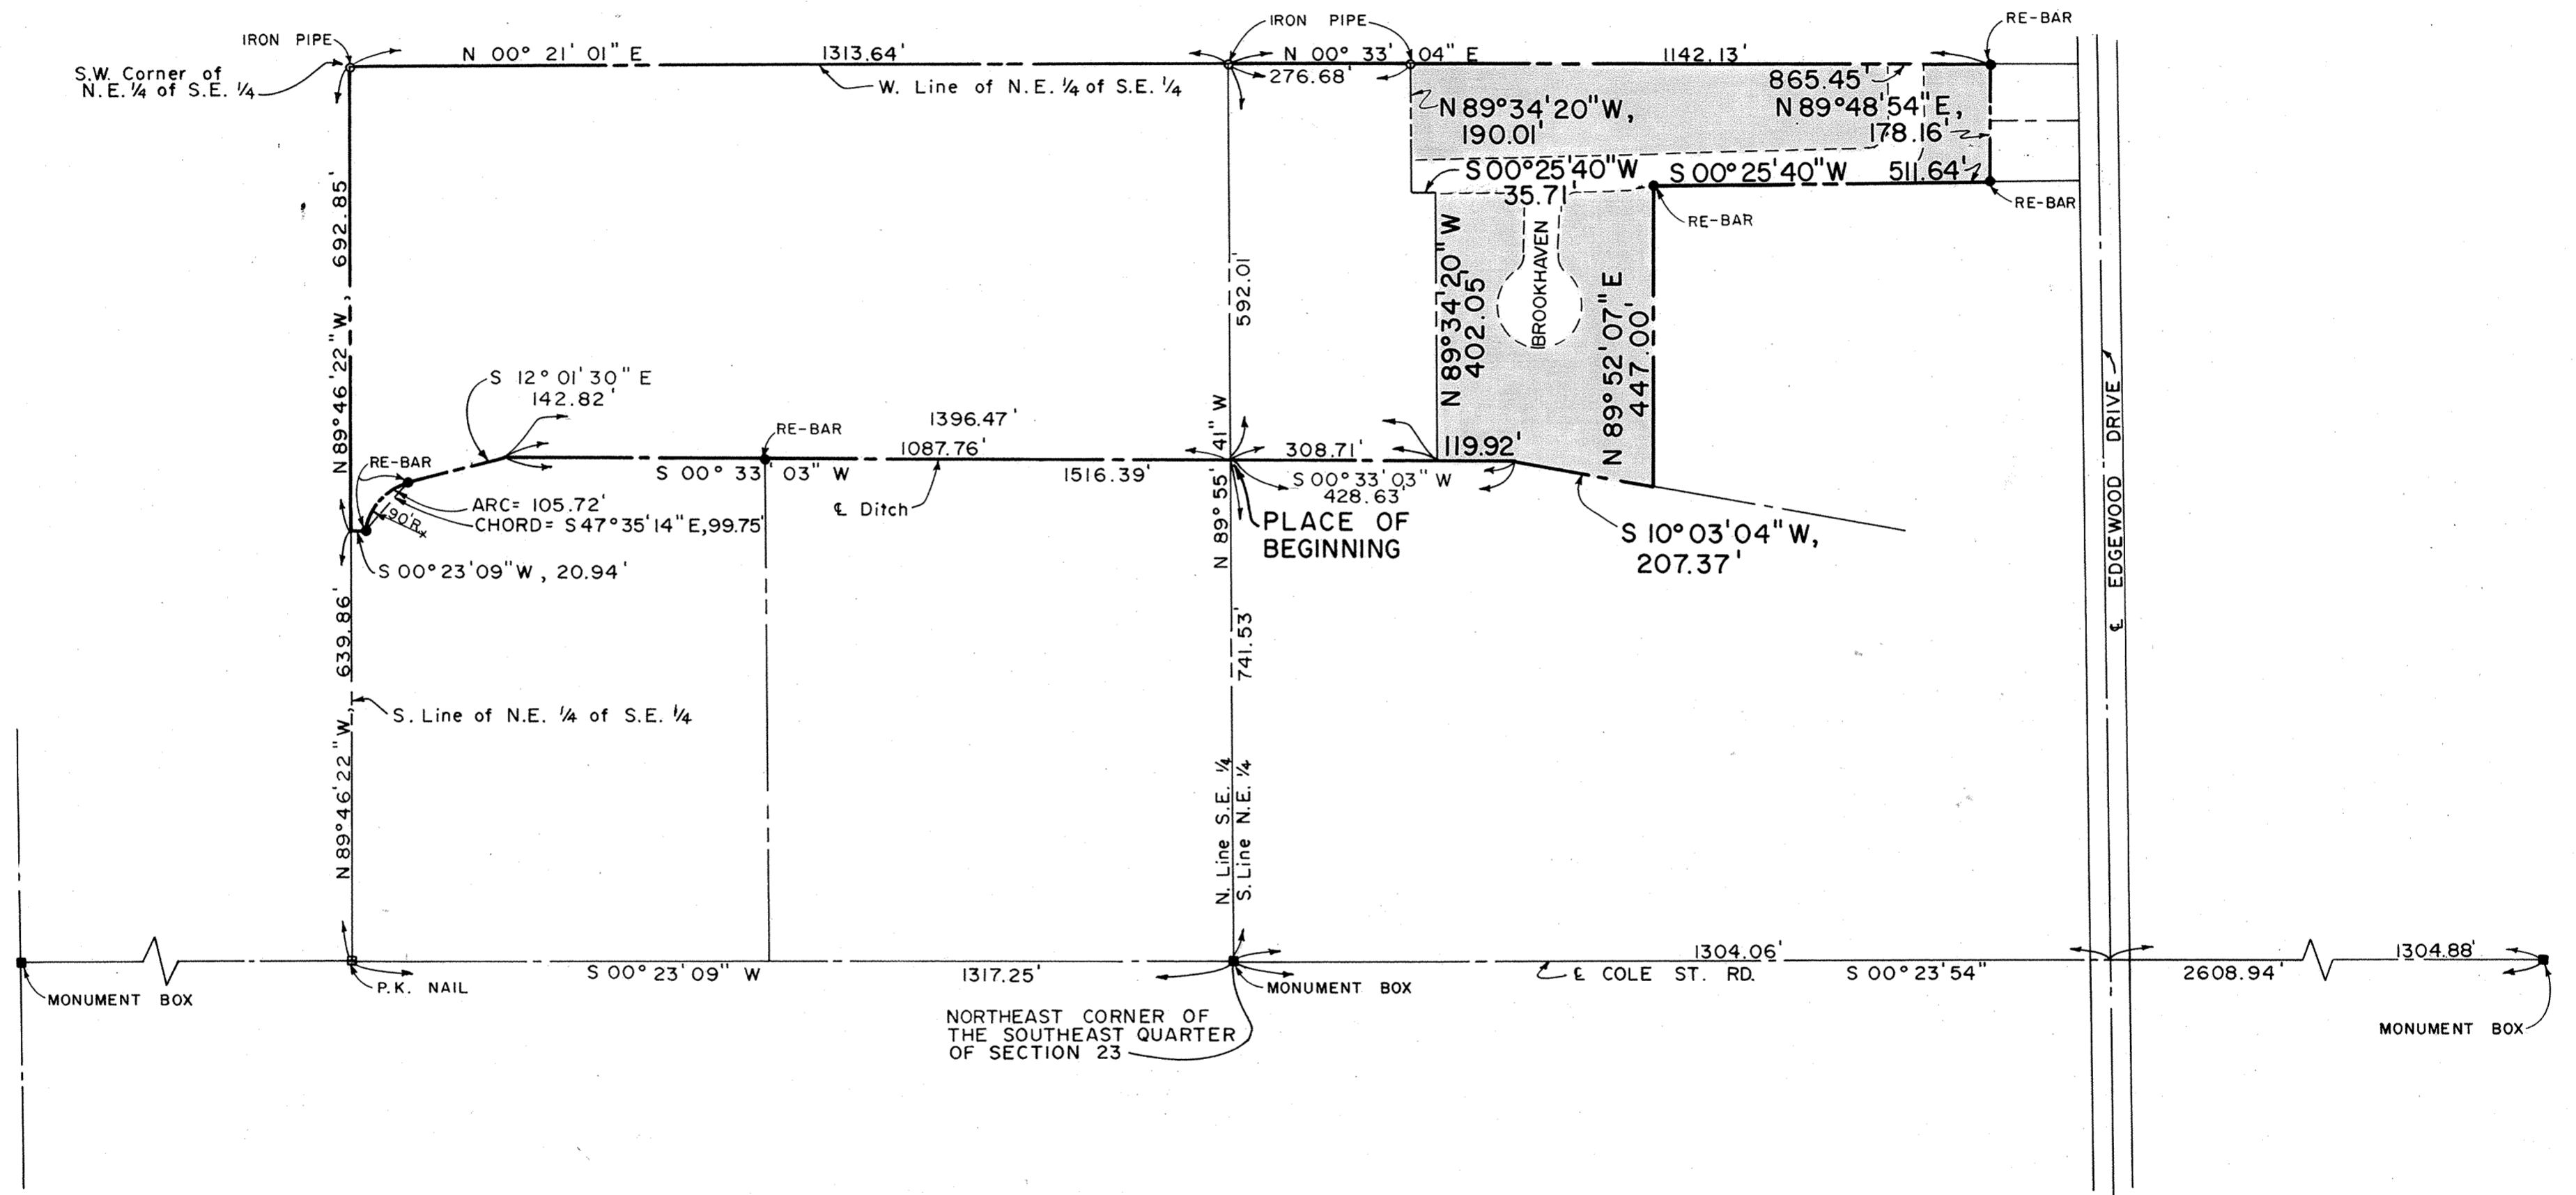 IRON PIPE
S.W. Corner of
N.E. ¼ of S.E. ¼
N 00° 21' 01" E
1313.64'
W. Line of N.E. ¼ of S.E. ¼
IRON PIPE
N 00° 33' 04" E
276.68'
1142.13'
865.45'
RE-BAR
N 89°34'20" W,
190.01'
N 89°48'54" E,
178.16'
S 00°25'40" W
35.71'
S 00°25'40" W
511.64'
RE-BAR
RE-BAR
692.85'
N 89°46'22" W,
592.01'
N 89°34'20" W
402.05'
BROOKHAVEN
N 89°52'07" E
447.00'
EDGEWOOD DRIVE
℄
S 12° 01' 30" E
142.82'
RE-BAR
1396.47'
1087.76'
RE-BAR
S 00° 33' 03" W
1516.39'
℄ Ditch
N 89° 55' 41" W
308.71'
119.92'
S 00° 33' 03" W
428.63'
PLACE OF
BEGINNING
S 10°03'04" W,
207.37'
ARC= 105.72'
CHORD= S 47°35'14" E, 99.75'
90'R.
S 00°23'09" W, 20.94'
639.86'
N 89°46'22" W,
S. Line of N.E. ¼ of S.E. ¼
741.53'
N. Line S.E. ¼
S. Line N.E. ¼
MONUMENT BOX
P.K. NAIL
S 00° 23' 09" W
1317.25'
MONUMENT BOX
NORTHEAST CORNER OF
THE SOUTHEAST QUARTER
OF SECTION 23
1304.06'
℄ COLE ST. RD.
S 00° 23' 54"
2608.94'
1304.88'
MONUMENT BOX